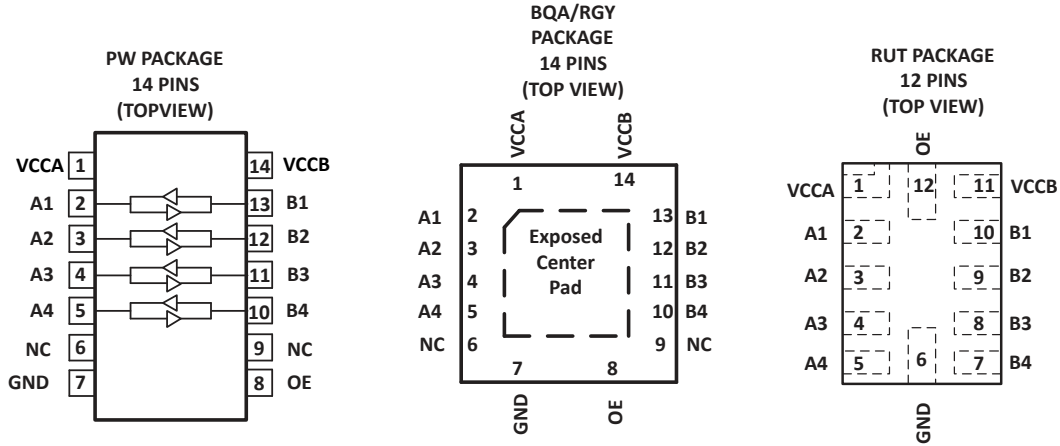 PW PACKAGE
14 PINS
(TOPVIEW)
VCCA 1 14 VCCB
A1 2 13 B1
A2 3 12 B2
A3 4 11 B3
A4 5 10 B4
NC 6 9 NC
GND 7 8 OE
BQA/RGY
PACKAGE
14 PINS
(TOP VIEW)
VCCA VCCB
1 14
A1 2 13 B1
A2 3 12 B2
A3 4 11 B3
A4 5 10 B4
NC 6 9 NC
Exposed
Center
Pad
7 8
GND OE
RUT PACKAGE
12 PINS
(TOP VIEW)
OE
VCCA 1 12 11 VCCB
A1 2 10 B1
A2 3 9 B2
A3 4 8 B3
A4 5 6 7 B4
GND